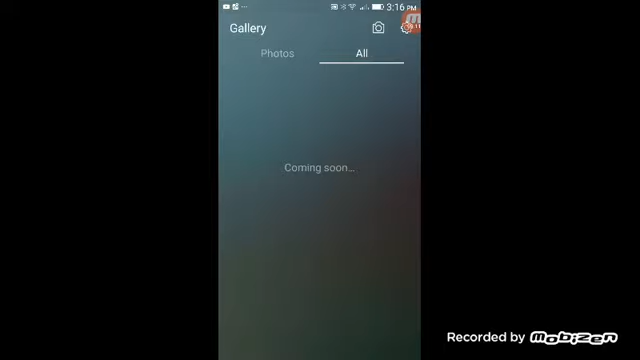 3:16 PM
Gallery
Photos All
Coming soon...
Recorded by Mobizen